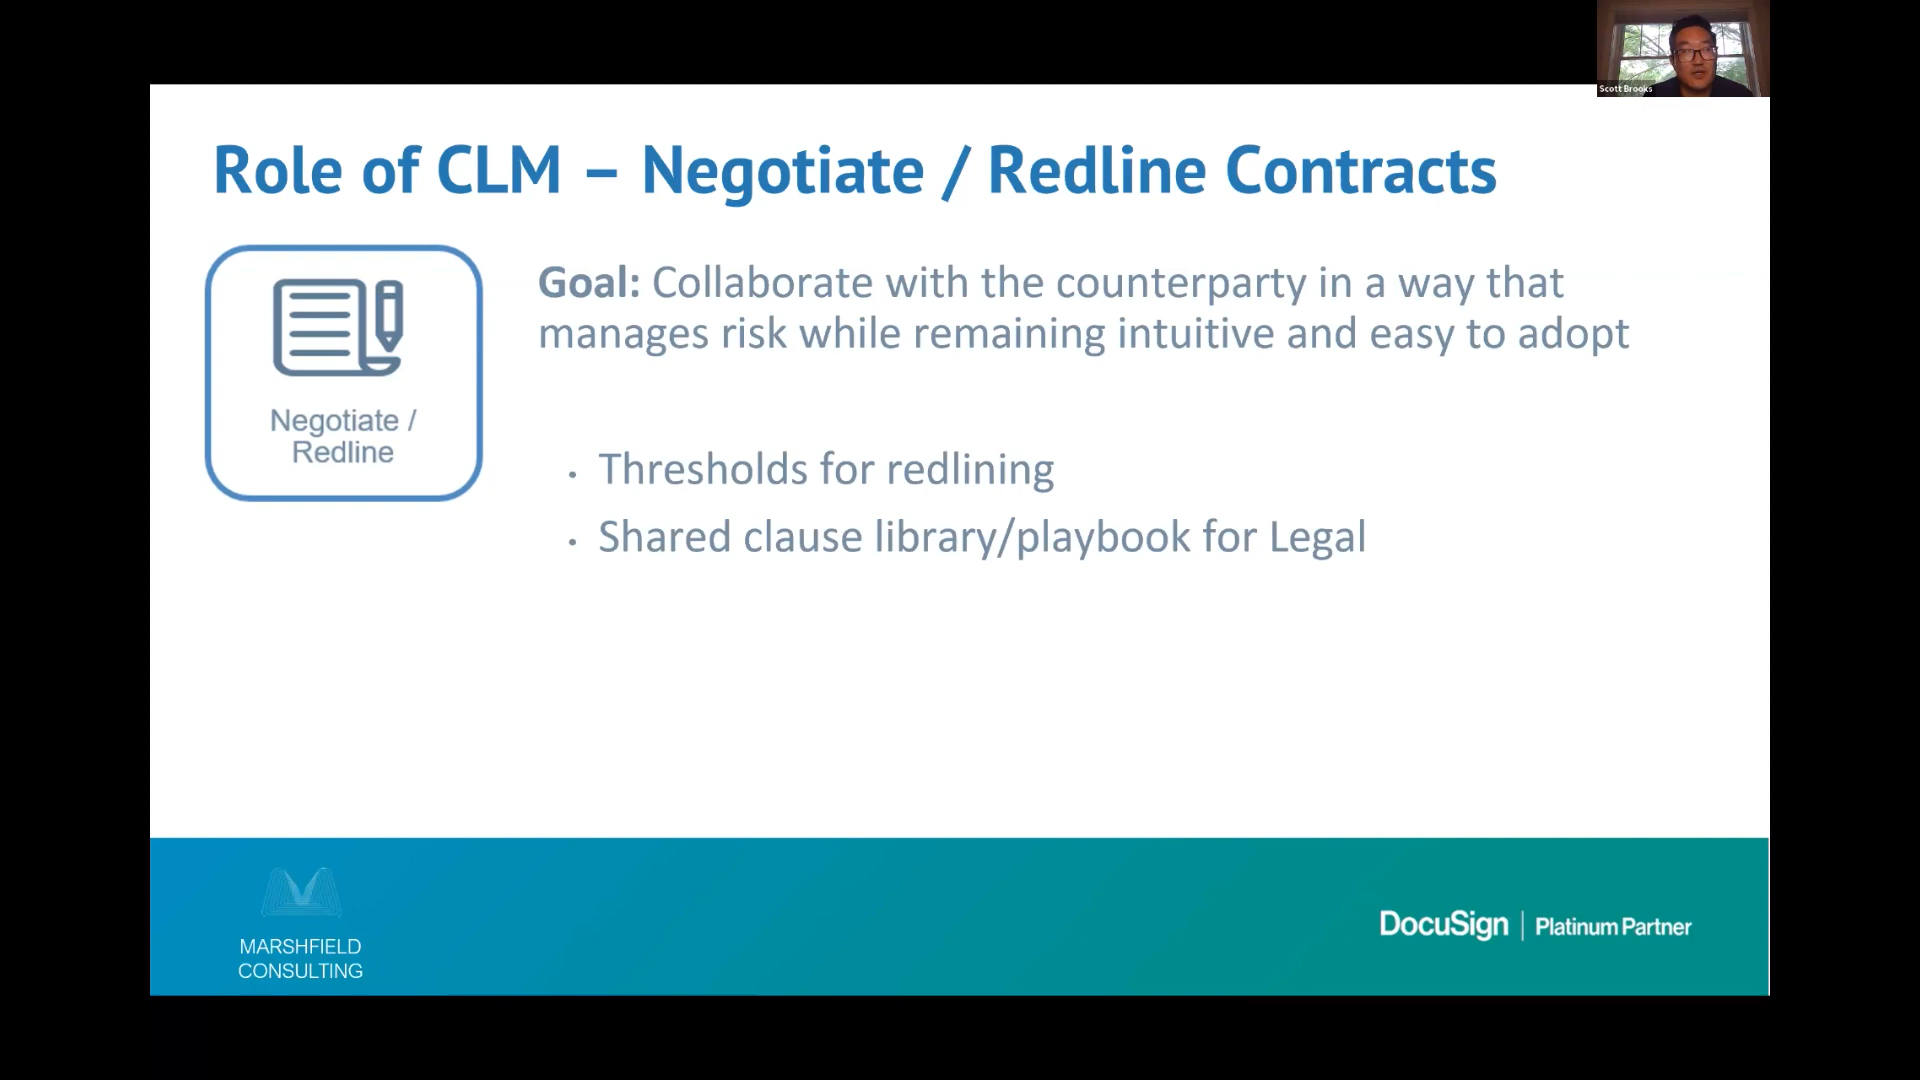 Scott Brooks
Role of CLM – Negotiate / Redline Contracts
Negotiate /
Redline
Goal: Collaborate with the counterparty in a way that
manages risk while remaining intuitive and easy to adopt
• Thresholds for redlining
• Shared clause library/playbook for Legal
MARSHFIELD
CONSULTING
DocuSign | Platinum Partner